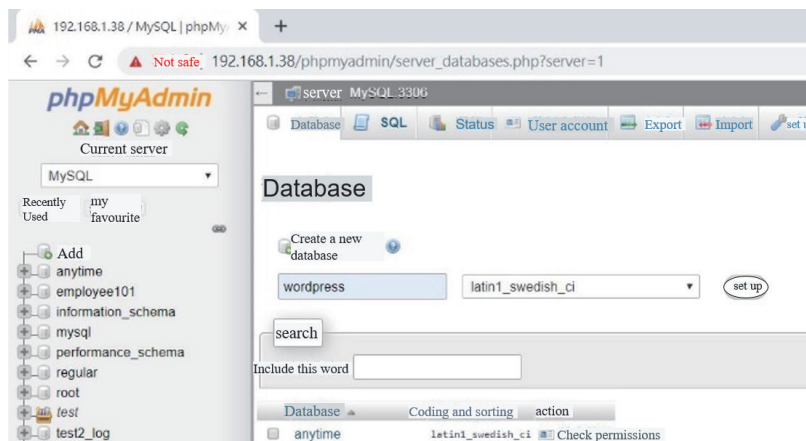 192.168.1.38 / MySQL | phpMy
Not safe 192.168.1.38/phpmyadmin/server_databases.php?server=1
phpMyAdmin
Current server
MySQL
Recently Used
my favourite
Add
anytime
employee101
information_schema
mysql
performance_schema
regular
root
test
test2_log
server MySQL:3306
Database SQL Status User account Export Import set u
Database
Create a new
database
wordpress latin1_swedish_ci set up
search
Include this word
Database Coding and sorting action
anytime latin1_swedish_ci Check permissions